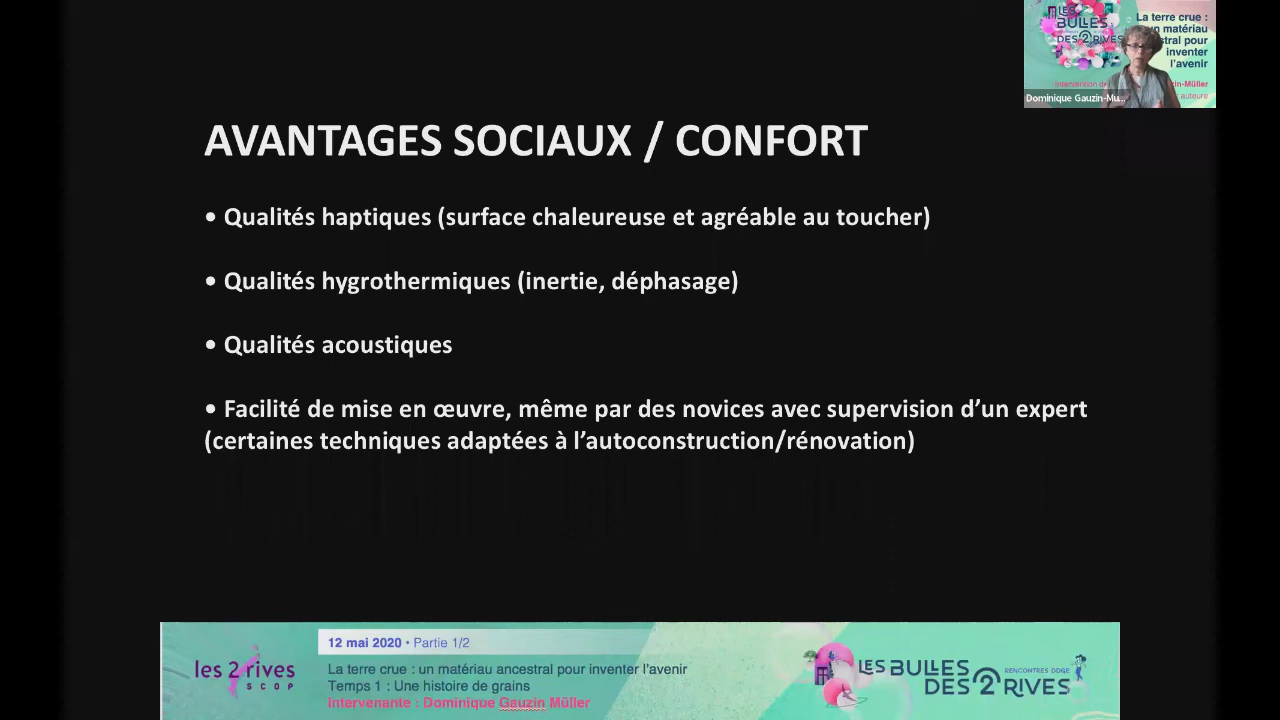 LES
BULLES
DES 2 RIVES
La terre crue :
un matériau
stral pour
inventer
l'avenir
zin-Müller
auteure
Dominique Gauzin-Mu...
AVANTAGES SOCIAUX / CONFORT
• Qualités haptiques (surface chaleureuse et agréable au toucher)
• Qualités hygrothermiques (inertie, déphasage)
• Qualités acoustiques
• Facilité de mise en œuvre, même par des novices avec supervision d’un expert
(certaines techniques adaptées à l’autoconstruction/rénovation)
les 2 rives
SCOP
12 mai 2020 • Partie 1/2
La terre crue : un matériau ancestral pour inventer l'avenir
Temps 1 : Une histoire de grains
Intervenante : Dominique Gauzin Müller
LES BULLES
DES 2 RIVES
RENCONTRES DDGE